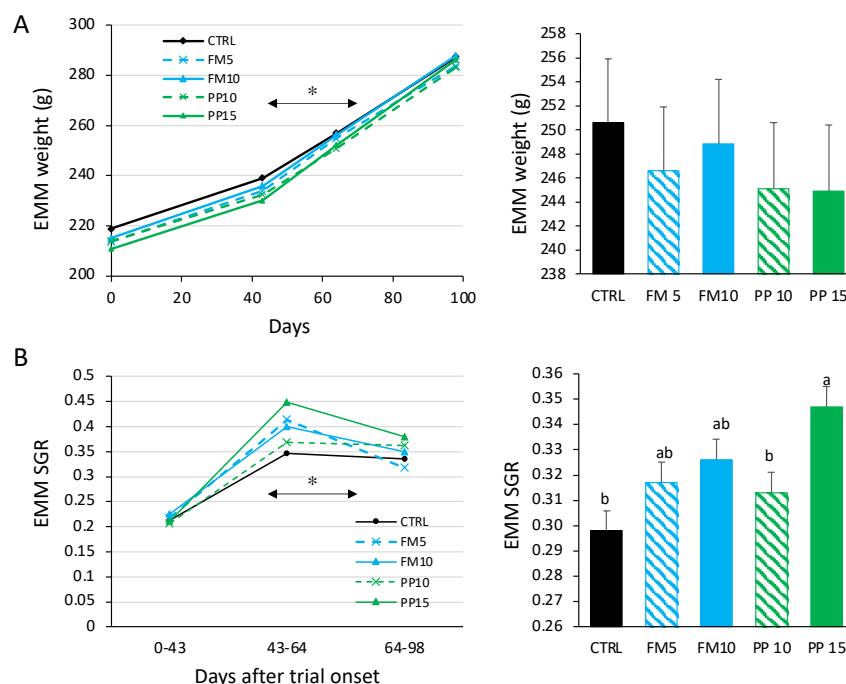 A
EMM weight (g)
300
280
260
240
220
200
CTRL
FM5
FM10
PP10
PP15
*
0
20
40
60
80
100
Days
EMM weight (g)
258
256
254
252
250
248
246
244
242
240
238
CTRL
FM 5
FM10
PP 10
PP 15
B
EMM SGR
0.5
0.45
0.4
0.35
0.3
0.25
0.2
0.15
0.1
0.05
0
*
CTRL
FM5
FM10
PP10
PP15
0-43
43-64
64-98
Days after trial onset
EMM SGR
0.36
0.35
0.34
0.33
0.32
0.31
0.30
0.29
0.28
0.27
0.26
b
ab
ab
b
a
CTRL
FM5
FM10
PP 10
PP 15